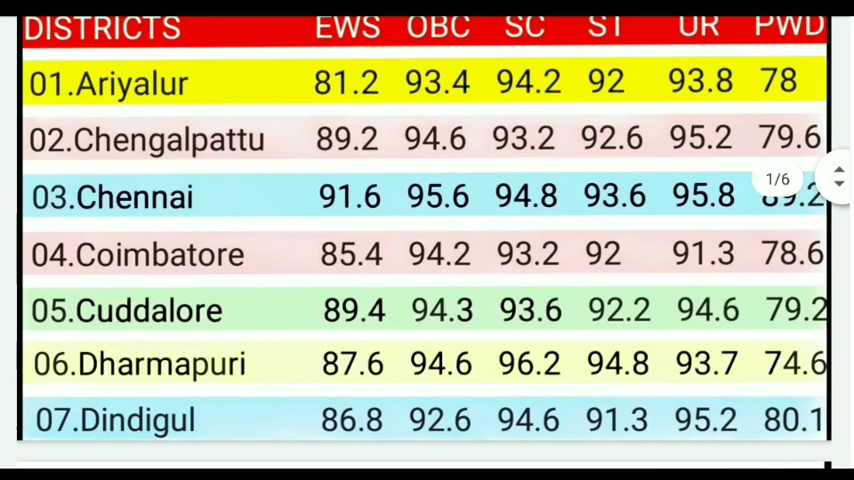 DISTRICTS EWS OBC SC ST UR PWD
01.Ariyalur 81.2 93.4 94.2 92 93.8 78
02.Chengalpattu 89.2 94.6 93.2 92.6 95.2 79.6
03.Chennai 91.6 95.6 94.8 93.6 95.8 89.2
1/6
04.Coimbatore 85.4 94.2 93.2 92 91.3 78.6
05.Cuddalore 89.4 94.3 93.6 92.2 94.6 79.2
06.Dharmapuri 87.6 94.6 96.2 94.8 93.7 74.6
07.Dindigul 86.8 92.6 94.6 91.3 95.2 80.1